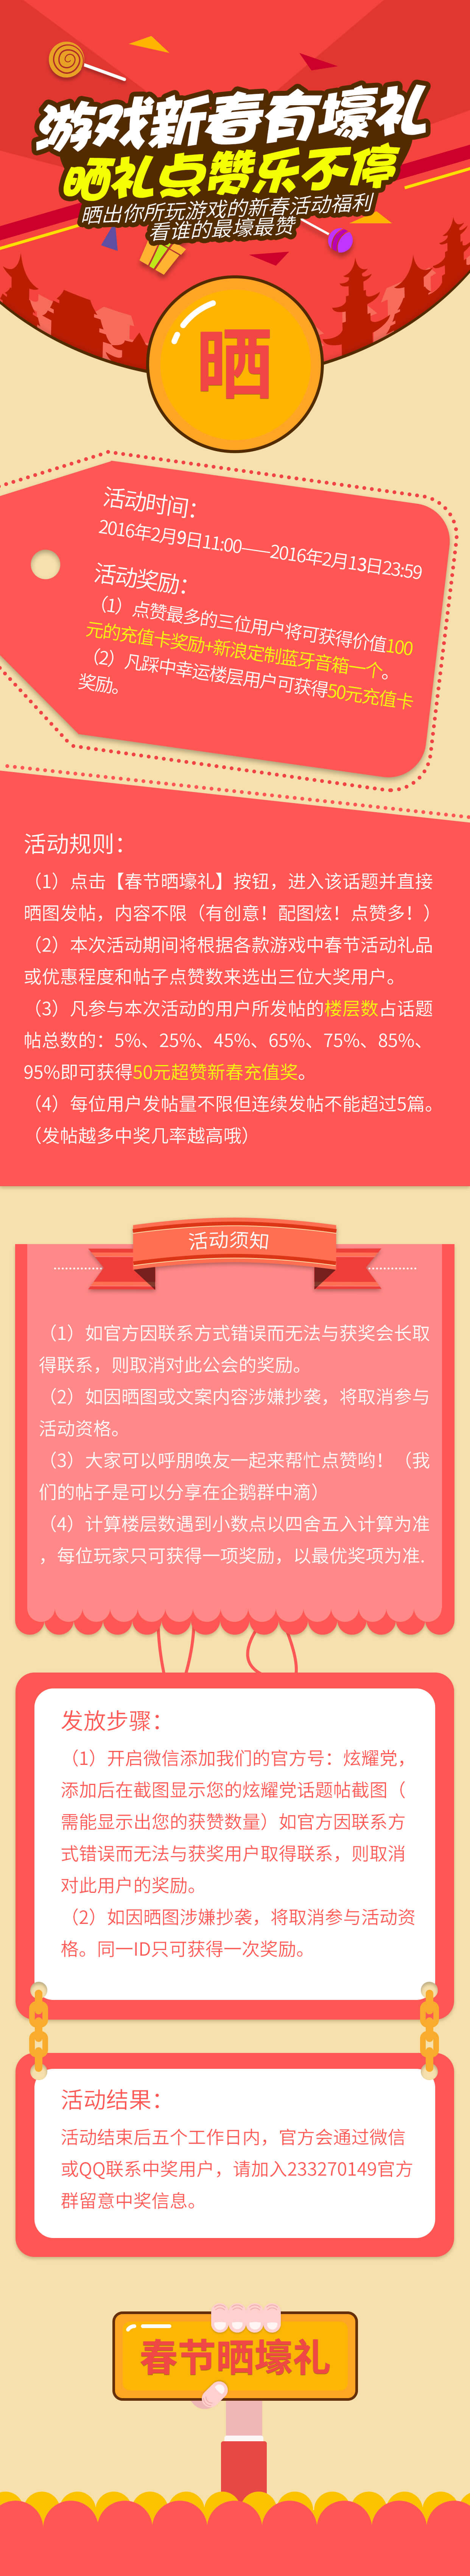 游戏新春有壕礼
晒礼点赞乐不停
晒出你所玩游戏的新春活动福利
看谁的最壕最赞
晒
活动时间：
2016年2月9日11:00——2016年2月13日23:59
活动奖励：
（1）点赞最多的三位用户将可获得价值100
元的充值卡奖励+新浪定制蓝牙音箱一个。
（2）凡踩中幸运楼层用户可获得50元充值卡
奖励。
活动规则：
（1）点击【春节晒壕礼】按钮，进入该话题并直接
晒图发帖，内容不限（有创意！配图炫！点赞多！）
（2）本次活动期间将根据各款游戏中春节活动礼品
或优惠程度和帖子点赞数来选出三位大奖用户。
（3）凡参与本次活动的用户所发帖的楼层数占话题
帖总数的：5%、25%、45%、65%、75%、85%、
95%即可获得50元超赞新春充值奖。
（4）每位用户发帖量不限但连续发帖不能超过5篇。
（发帖越多中奖几率越高哦）
活动须知
（1）如官方因联系方式错误而无法与获奖会长取
得联系，则取消对此公会的奖励。
（2）如因晒图或文案内容涉嫌抄袭，将取消参与
活动资格。
（3）大家可以呼朋唤友一起来帮忙点赞哟！（我
们的帖子是可以分享在企鹅群中滴）
（4）计算楼层数遇到小数点以四舍五入计算为准
，每位玩家只可获得一项奖励，以最优奖项为准.
发放步骤：
（1）开启微信添加我们的官方号：炫耀党，
添加后在截图显示您的炫耀党话题帖截图（
需能显示出您的获赞数量）如官方因联系方
式错误而无法与获奖用户取得联系，则取消
对此用户的奖励。
（2）如因晒图涉嫌抄袭，将取消参与活动资
格。同一ID只可获得一次奖励。
活动结果：
活动结束后五个工作日内，官方会通过微信
或QQ联系中奖用户，请加入233270149官方
群留意中奖信息。
春节晒壕礼